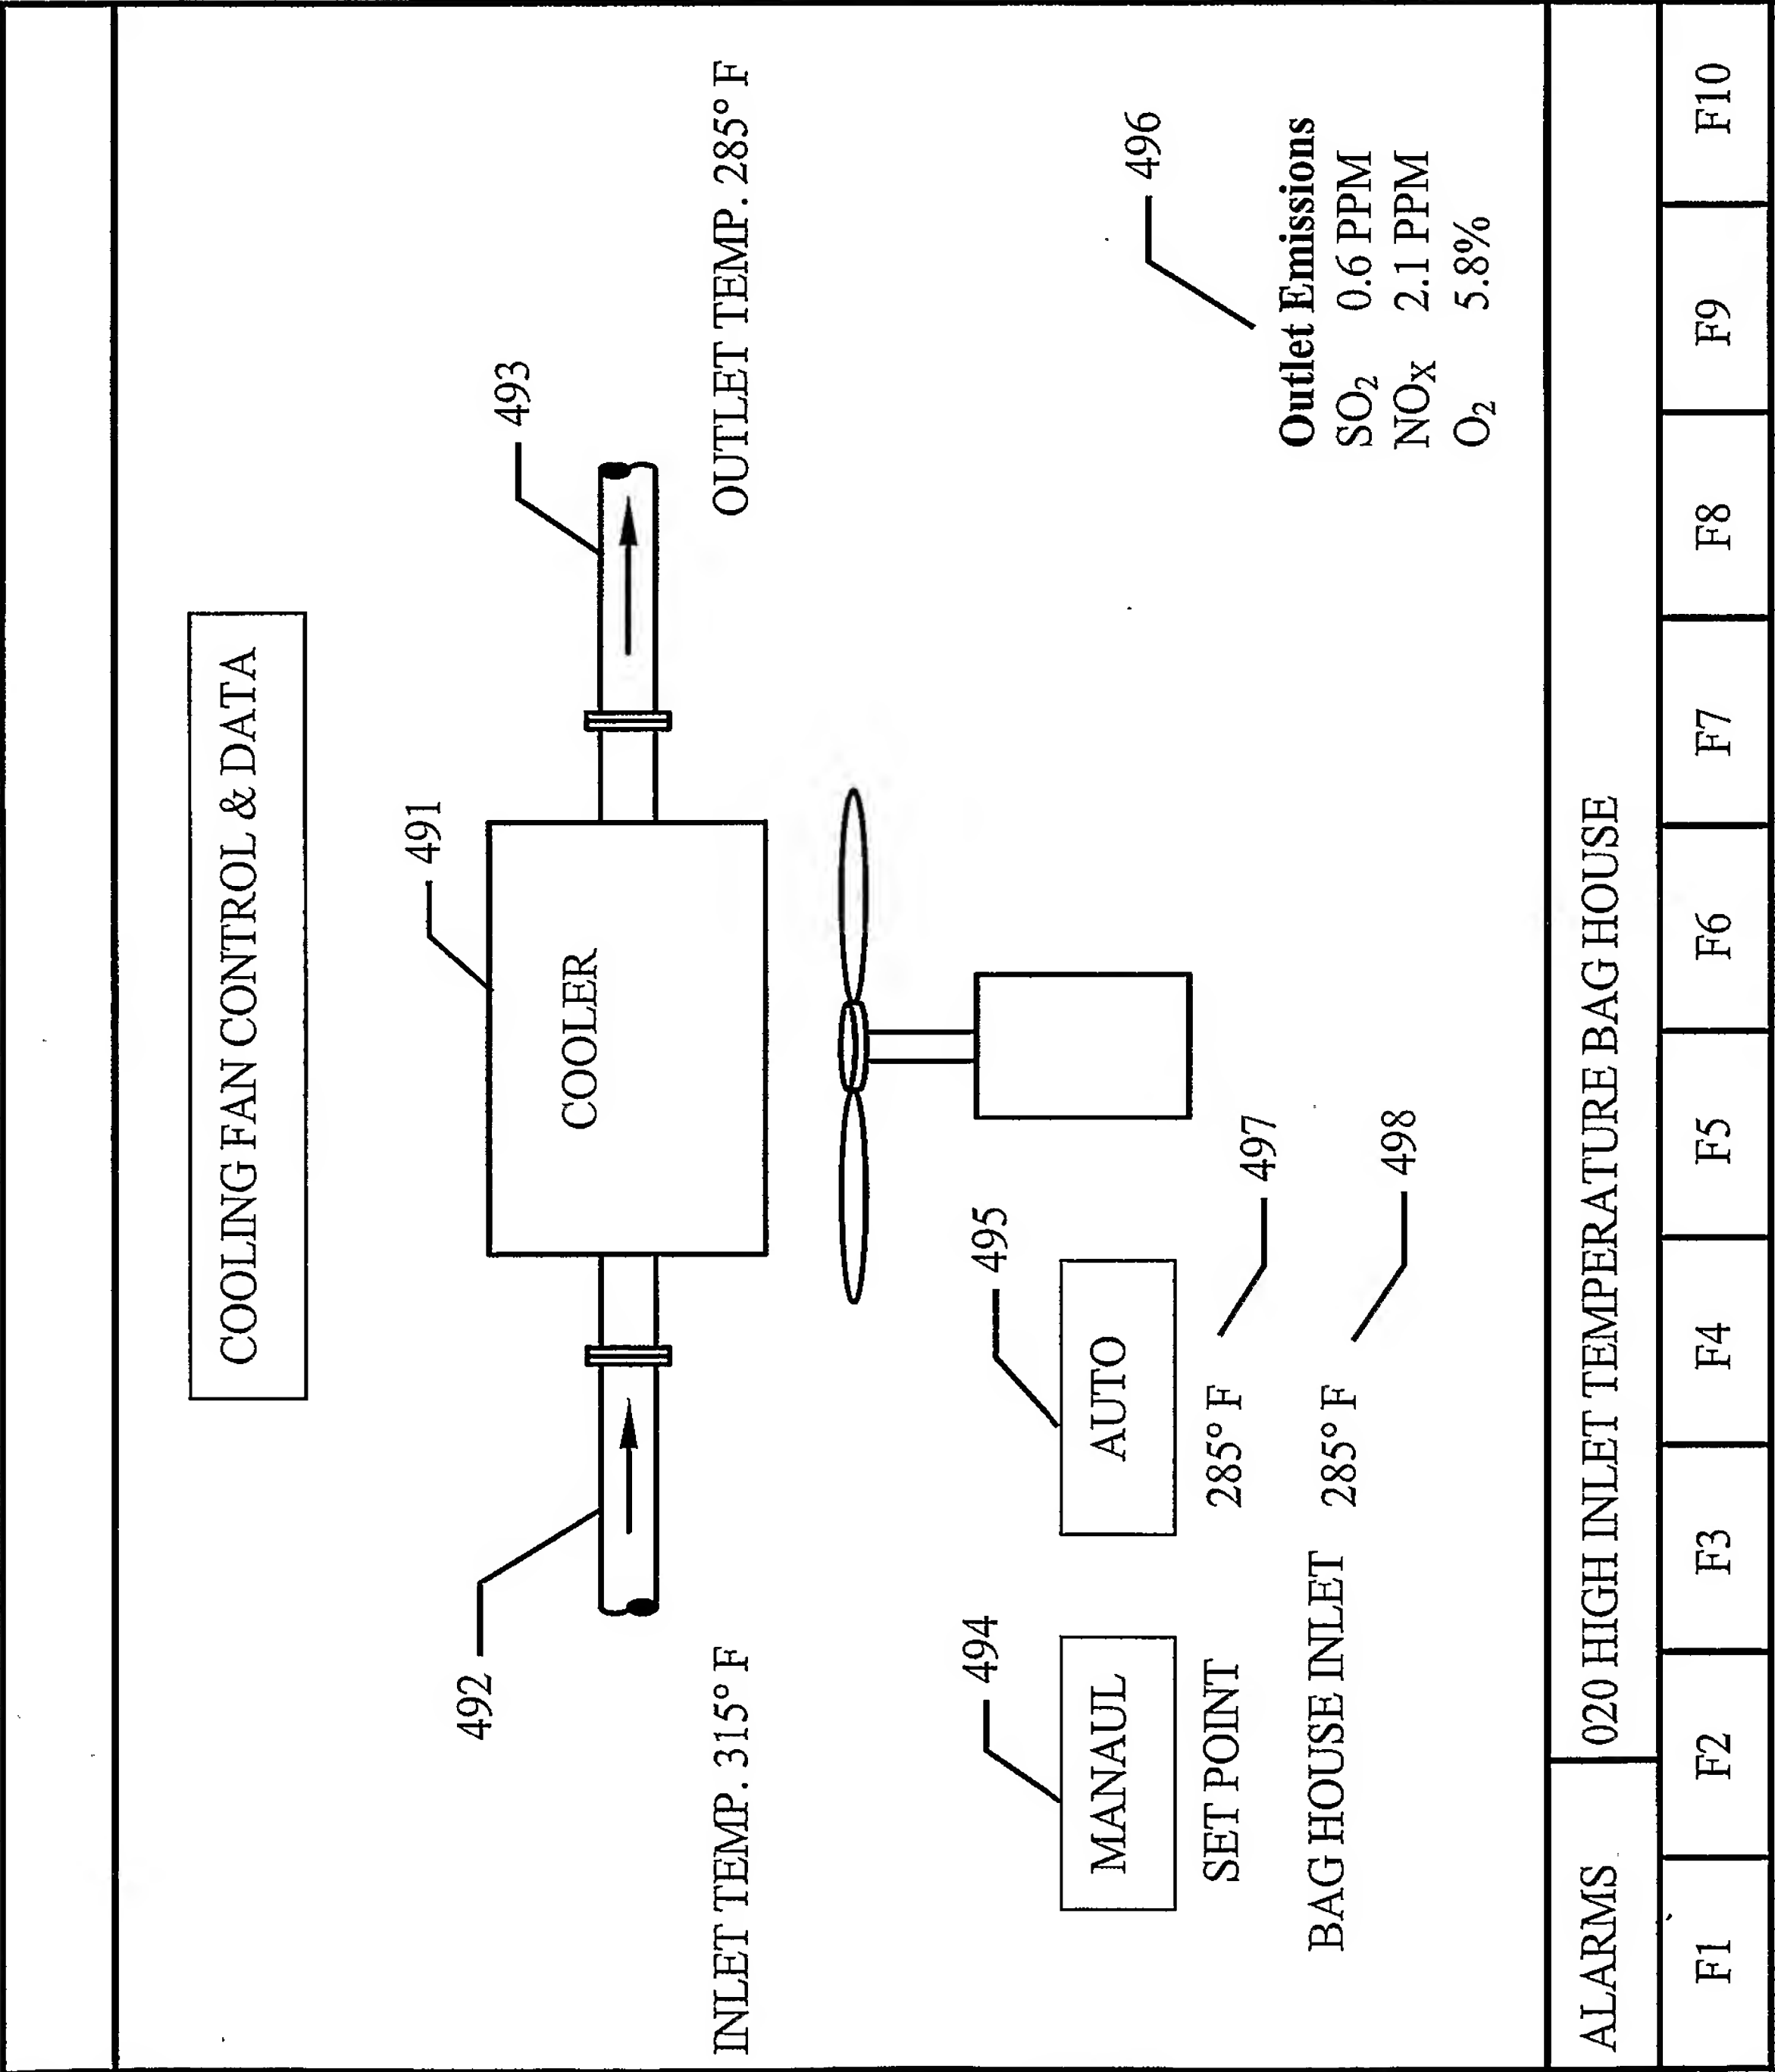 COOLING FAN CONTROL & DATA
491
COOLER
492
493
INLET TEMP. 315° F
OUTLET TEMP. 285° F
494
495
MANAUL
AUTO
SET POINT
285° F
497
BAG HOUSE INLET
285° F
498
496
Outlet Emissions
SO₂ 0.6 PPM
NOₓ 2.1 PPM
O₂ 5.8%
ALARMS
020 HIGH INLET TEMPERATURE BAG HOUSE
F1 F2 F3 F4 F5 F6 F7 F8 F9 F10